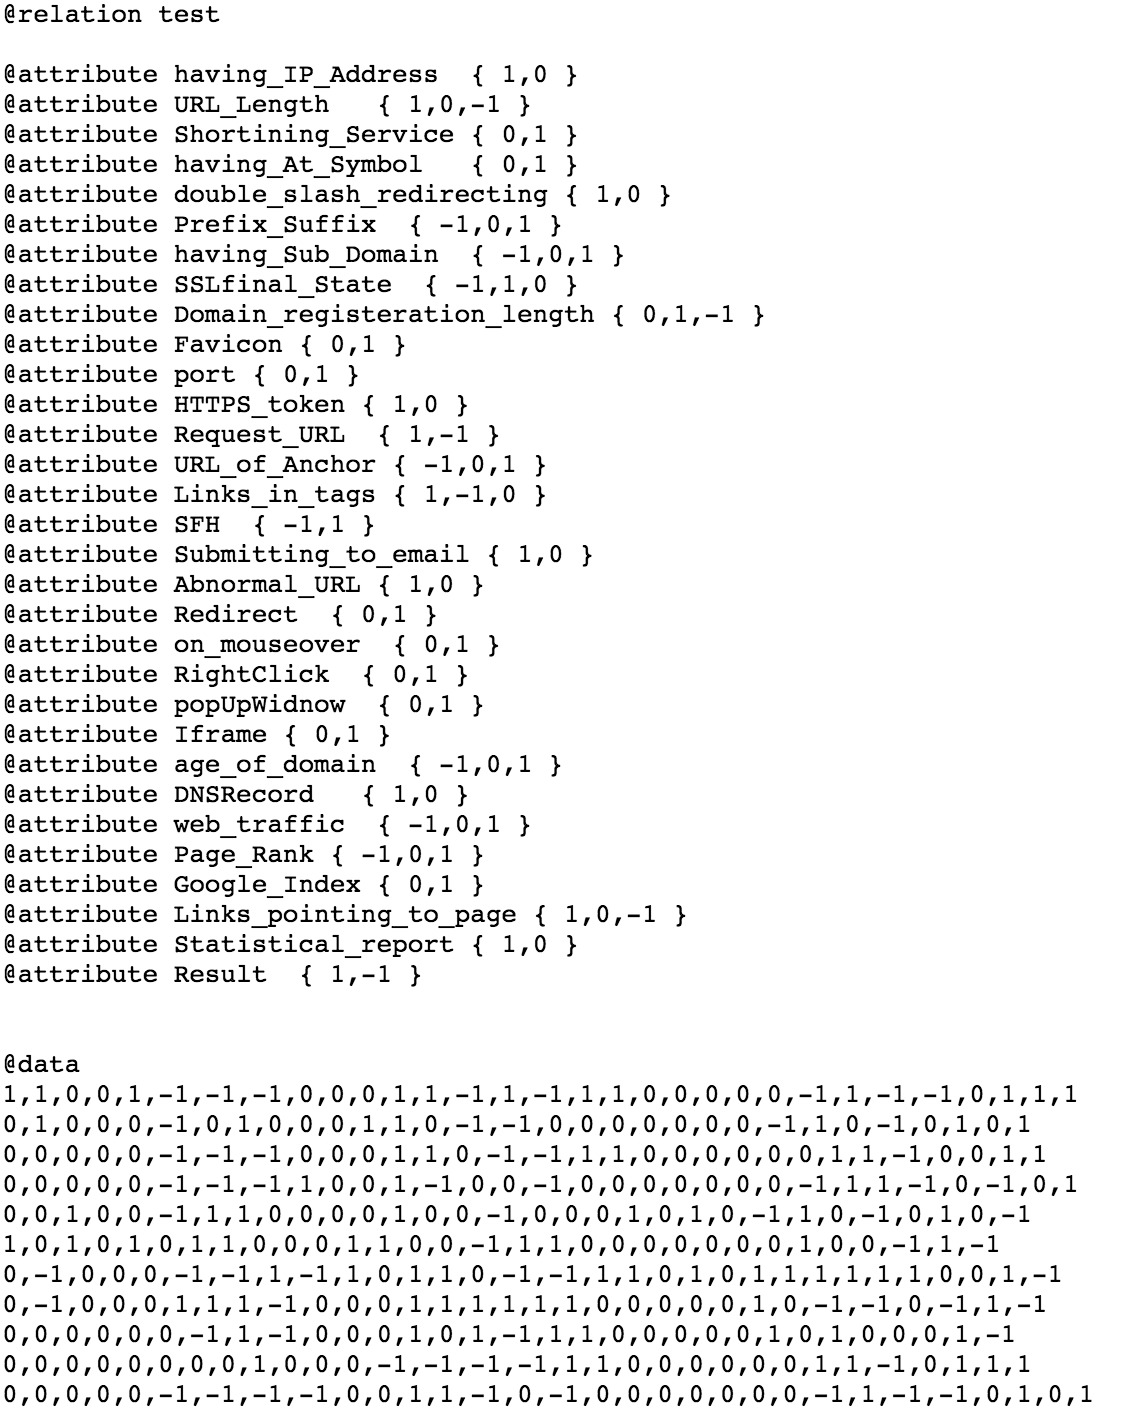 @relation test
@attribute having_IP_Address  { 1,0 }
@attribute URL_Length   { 1,0,-1 }
@attribute Shortining_Service { 0,1 }
@attribute having_At_Symbol   { 0,1 }
@attribute double_slash_redirecting { 1,0 }
@attribute Prefix_Suffix  { -1,0,1 }
@attribute having_Sub_Domain  { -1,0,1 }
@attribute SSLfinal_State  { -1,1,0 }
@attribute Domain_registeration_length { 0,1,-1 }
@attribute Favicon { 0,1 }
@attribute port { 0,1 }
@attribute HTTPS_token { 1,0 }
@attribute Request_URL  { 1,-1 }
@attribute URL_of_Anchor { -1,0,1 }
@attribute Links_in_tags { 1,-1,0 }
@attribute SFH  { -1,1 }
@attribute Submitting_to_email { 1,0 }
@attribute Abnormal_URL { 1,0 }
@attribute Redirect  { 0,1 }
@attribute on_mouseover  { 0,1 }
@attribute RightClick  { 0,1 }
@attribute popUpWidnow  { 0,1 }
@attribute Iframe { 0,1 }
@attribute age_of_domain  { -1,0,1 }
@attribute DNSRecord   { 1,0 }
@attribute web_traffic  { -1,0,1 }
@attribute Page_Rank { -1,0,1 }
@attribute Google_Index { 0,1 }
@attribute Links_pointing_to_page { 1,0,-1 }
@attribute Statistical_report { 1,0 }
@attribute Result  { 1,-1 }
@data
1,1,0,0,1,-1,-1,-1,0,0,0,1,1,-1,1,-1,1,1,0,0,0,0,0,-1,1,-1,-1,0,1,1,1
0,1,0,0,0,-1,0,1,0,0,0,1,1,0,-1,-1,0,0,0,0,0,0,0,-1,1,0,-1,0,1,0,1
0,0,0,0,0,-1,-1,-1,0,0,0,1,1,0,-1,-1,1,1,0,0,0,0,0,0,1,1,-1,0,0,1,1
0,0,0,0,0,-1,-1,-1,1,0,0,1,-1,0,0,-1,0,0,0,0,0,0,0,-1,1,1,-1,0,-1,0,1
0,0,1,0,0,-1,1,1,0,0,0,0,1,0,0,-1,0,0,0,1,0,1,0,-1,1,0,-1,0,1,0,-1
1,0,1,0,1,0,1,1,0,0,0,1,1,0,0,-1,1,1,0,0,0,0,0,0,0,1,0,0,-1,1,-1
0,-1,0,0,0,-1,-1,1,-1,1,0,1,1,0,-1,-1,1,1,0,1,0,1,1,1,1,1,1,0,0,1,-1
0,-1,0,0,0,1,1,1,-1,0,0,0,1,1,1,1,1,1,0,0,0,0,0,1,0,-1,-1,0,-1,1,-1
0,0,0,0,0,0,-1,1,-1,0,0,0,1,0,1,-1,1,1,0,0,0,0,0,1,0,1,0,0,0,1,-1
0,0,0,0,0,0,0,0,1,0,0,0,-1,-1,-1,-1,1,1,0,0,0,0,0,0,1,1,-1,0,1,1,1
0,0,0,0,0,-1,-1,-1,-1,0,0,1,1,-1,0,-1,0,0,0,0,0,0,0,-1,1,-1,-1,0,1,0,1